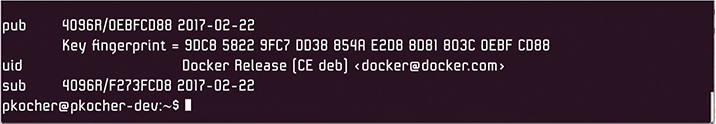 pub 4096R/0EBFCD88 2017-02-22
Key fingerprint = 9DC8 5822 9FC7 DD38 854A E2D8 8D81 803C 0EBF CD88
uid Docker Release (CE deb) <docker@docker.com>
sub 4096R/F273FCD8 2017-02-22
pkocher@pkocher-dev:~$